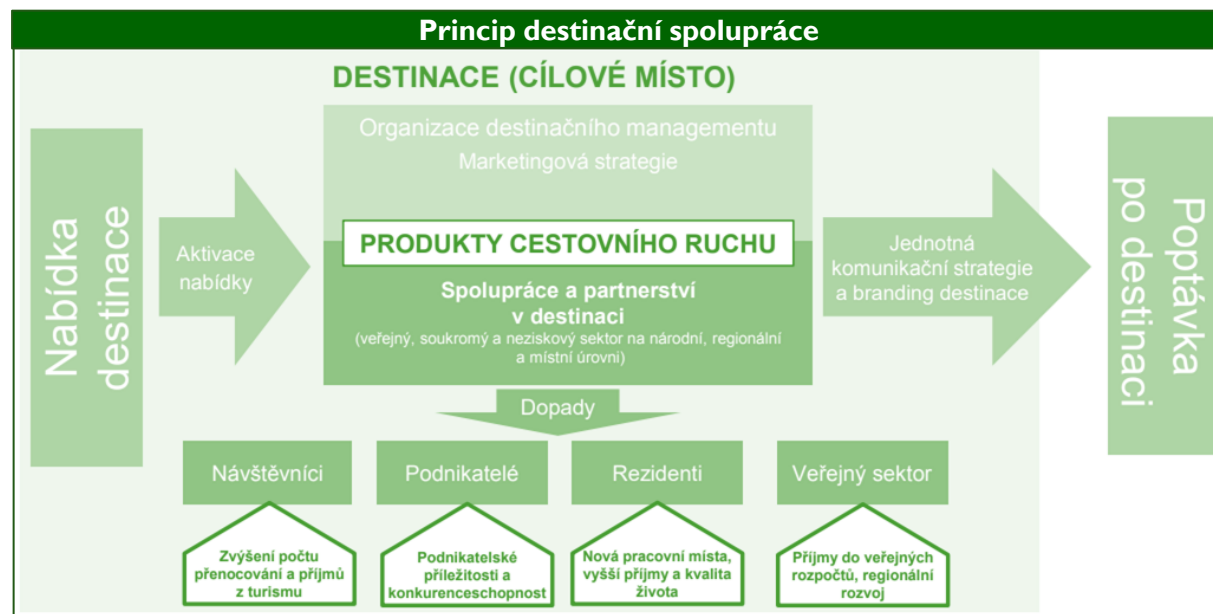 Princip destinační spolupráce
DESTINACE (CÍLOVÉ MÍSTO)
Nabídka
destinace
Aktivace
nabídky
Organizace destinačního managementu
Marketingová strategie
PRODUKTY CESTOVNÍHO RUCHU
Spolupráce a partnerství
v destinaci
(veřejný, soukromý a neziskový sektor na národní, regionální
a místní úrovni)
Jednotná
komunikační strategie
a branding destinace
Poptávka
po destinaci
Dopady
Návštěvníci
Podnikatelé
Rezidenti
Veřejný sektor
Zvýšení počtu
přenocování a příjmů
z turismu
Podnikatelské
příležitosti a
konkurenceschopnost
Nová pracovní místa,
vyšší příjmy a kvalita
života
Příjmy do veřejných
rozpočtů, regionální
rozvoj